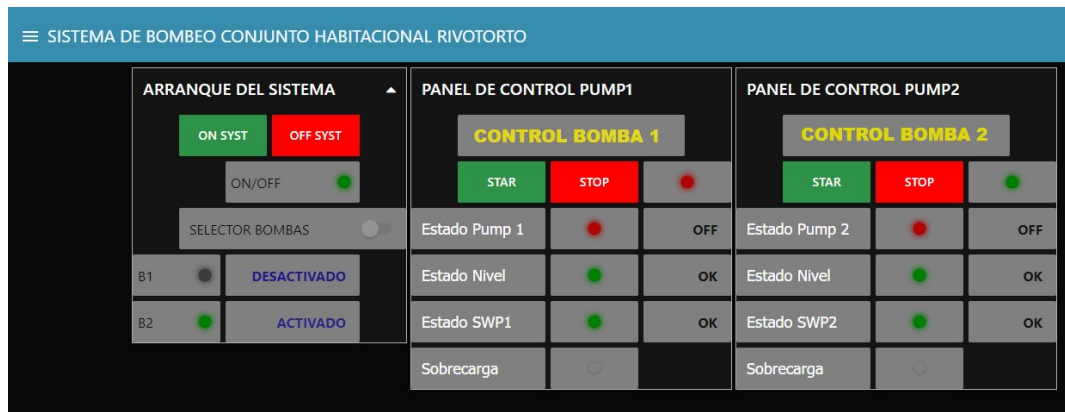 SISTEMA DE BOMBEO CONJUNTO HABITACIONAL RIVOTORTO
ARRANQUE DEL SISTEMA
ON SYST OFF SYST
ON/OFF
SELECTOR BOMBAS
B1 DESACTIVADO
B2 ACTIVADO
PANEL DE CONTROL PUMP1
CONTROL BOMBA 1
STAR STOP
Estado Pump 1 OFF
Estado Nivel OK
Estado SWP1 OK
Sobrecarga
PANEL DE CONTROL PUMP2
CONTROL BOMBA 2
STAR STOP
Estado Pump 2 OFF
Estado Nivel OK
Estado SWP2 OK
Sobrecarga